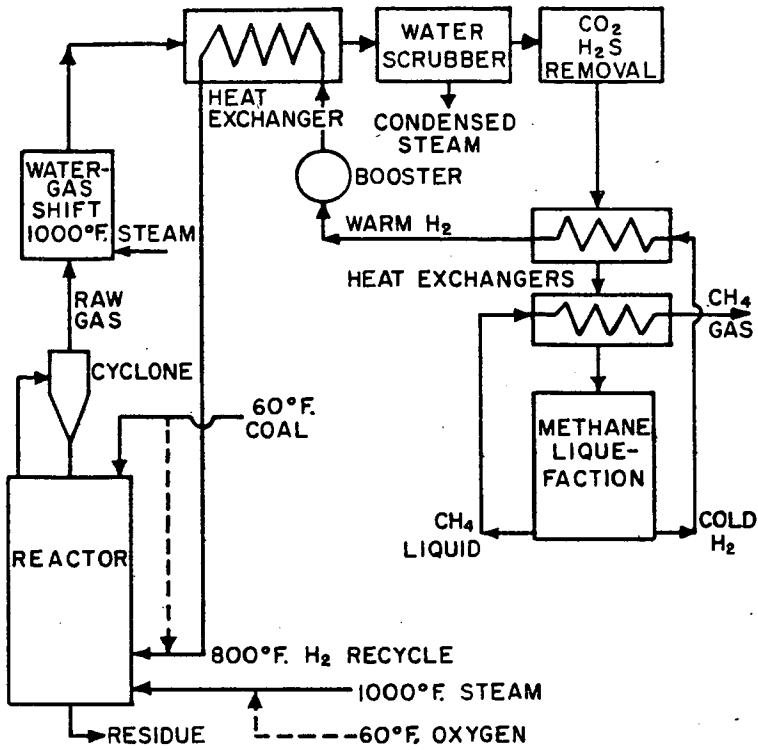 CO₂
H₂S
REMOVAL
WATER
SCRUBBER
HEAT
EXCHANGER
CONDENSED
STEAM
WATER-
GAS
SHIFT
1000°F. STEAM
BOOSTER
WARM H₂
HEAT EXCHANGERS
RAW
GAS
CH₄
GAS
CYCLONE
60°F.
COAL
METHANE
LIQUE-
FACTION
CH₄
LIQUID
COLD
H₂
REACTOR
800°F. H₂ RECYCLE
1000°F. STEAM
RESIDUE
60°F. OXYGEN